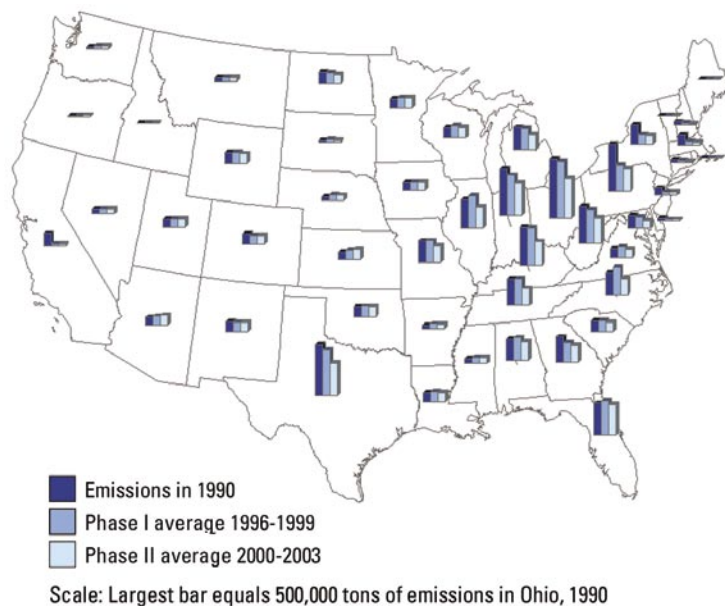 Emissions in 1990
Phase I average 1996-1999
Phase II average 2000-2003
Scale: Largest bar equals 500,000 tons of emissions in Ohio, 1990